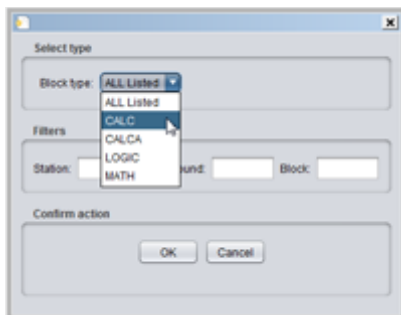 Select type
Block type: ALL Listed
ALL Listed
CALC
CALCA
LOGIC
MATH
Filters
Station: ound: Block:
Confirm action
OK Cancel